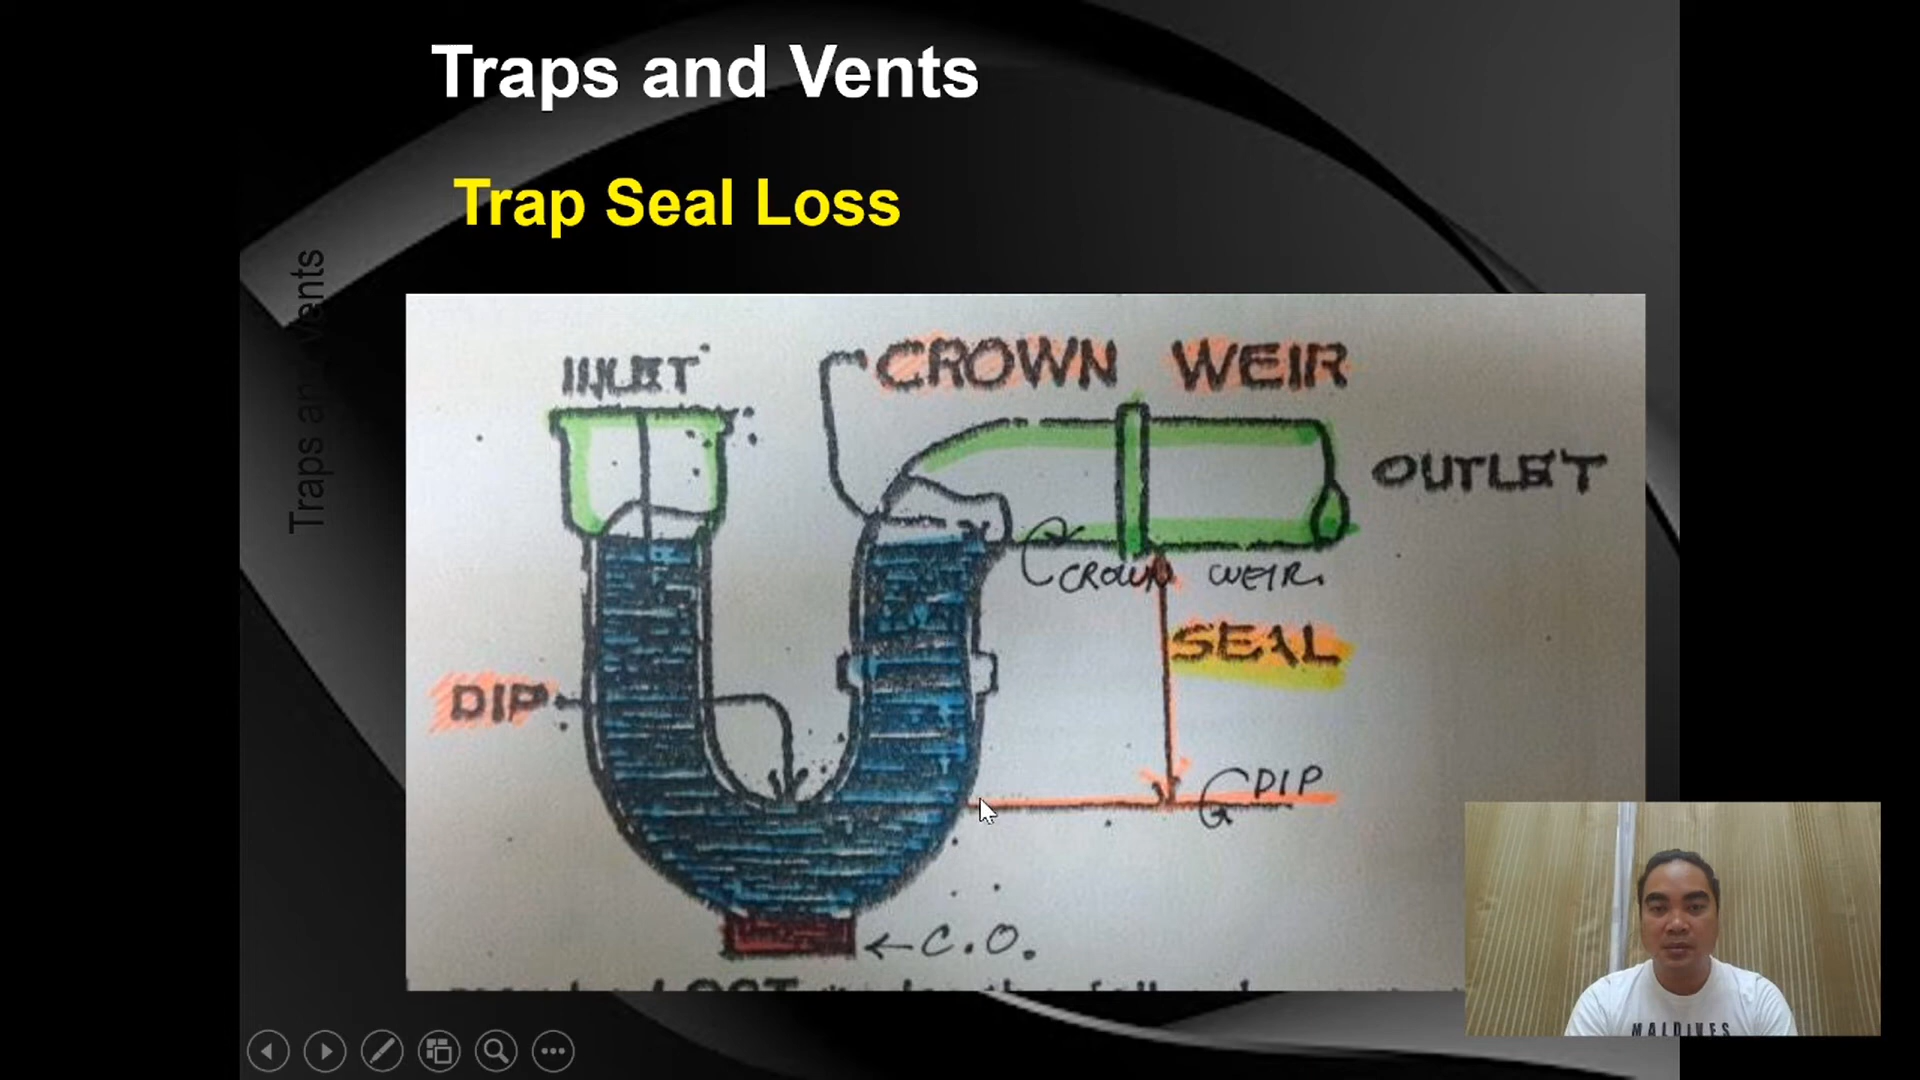 Traps and Vents
Trap Seal Loss
Traps and Vents
INLET
CROWN WEIR
OUTLET
CROWN WEIR.
SEAL
DIP
DIP
←C.O.
LOST
MALDIVES